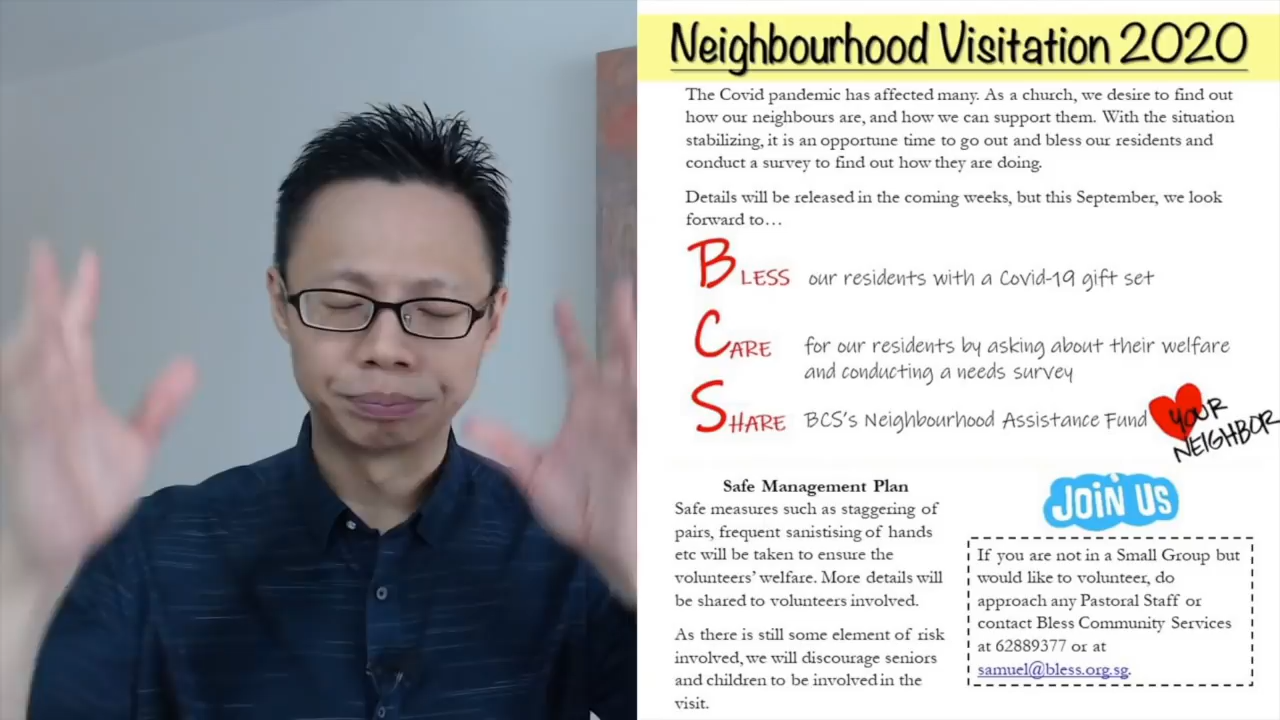 Neighbourhood Visitation 2020
The Covid pandemic has affected many. As a church, we desire to find out
how our neighbours are, and how we can support them. With the situation
stabilizing, it is an opportune time to go out and bless our residents and
conduct a survey to find out how they are doing.
Details will be released in the coming weeks, but this September, we look
forward to…
BLESS our residents with a Covid-19 gift set
CARE for our residents by asking about their welfare
and conducting a needs survey
SHARE BCS's Neighbourhood Assistance Fund
YOUR
NEIGHBOR
Safe Management Plan
Safe measures such as staggering of
pairs, frequent sanistising of hands
etc will be taken to ensure the
volunteers' welfare. More details will
be shared to volunteers involved.
As there is still some element of risk
involved, we will discourage seniors
and children to be involved in the
visit.
JOIN US
If you are not in a Small Group but
would like to volunteer, do
approach any Pastoral Staff or
contact Bless Community Services
at 62889377 or at
samuel@bless.org.sg.